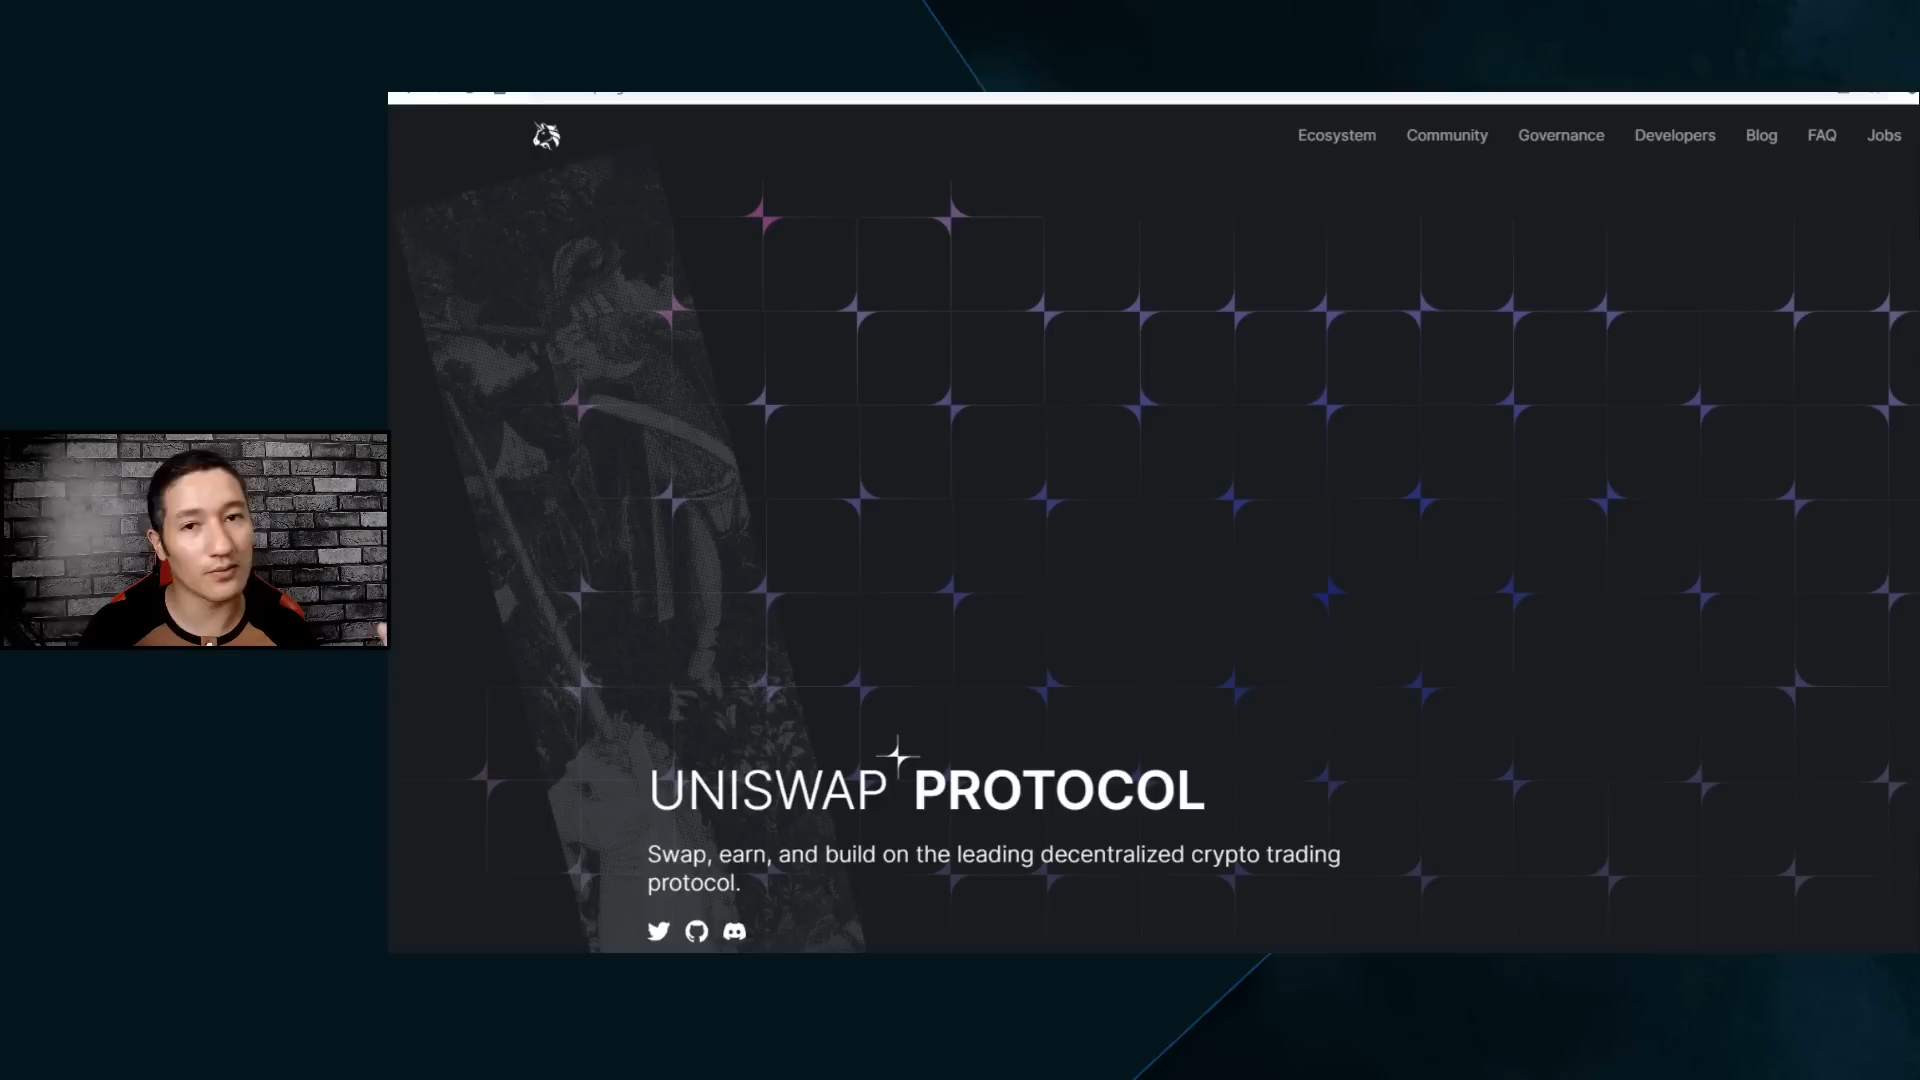 Ecosystem Community Governance Developers Blog FAQ Jobs
UNISWAP PROTOCOL
Swap, earn, and build on the leading decentralized crypto trading
protocol.